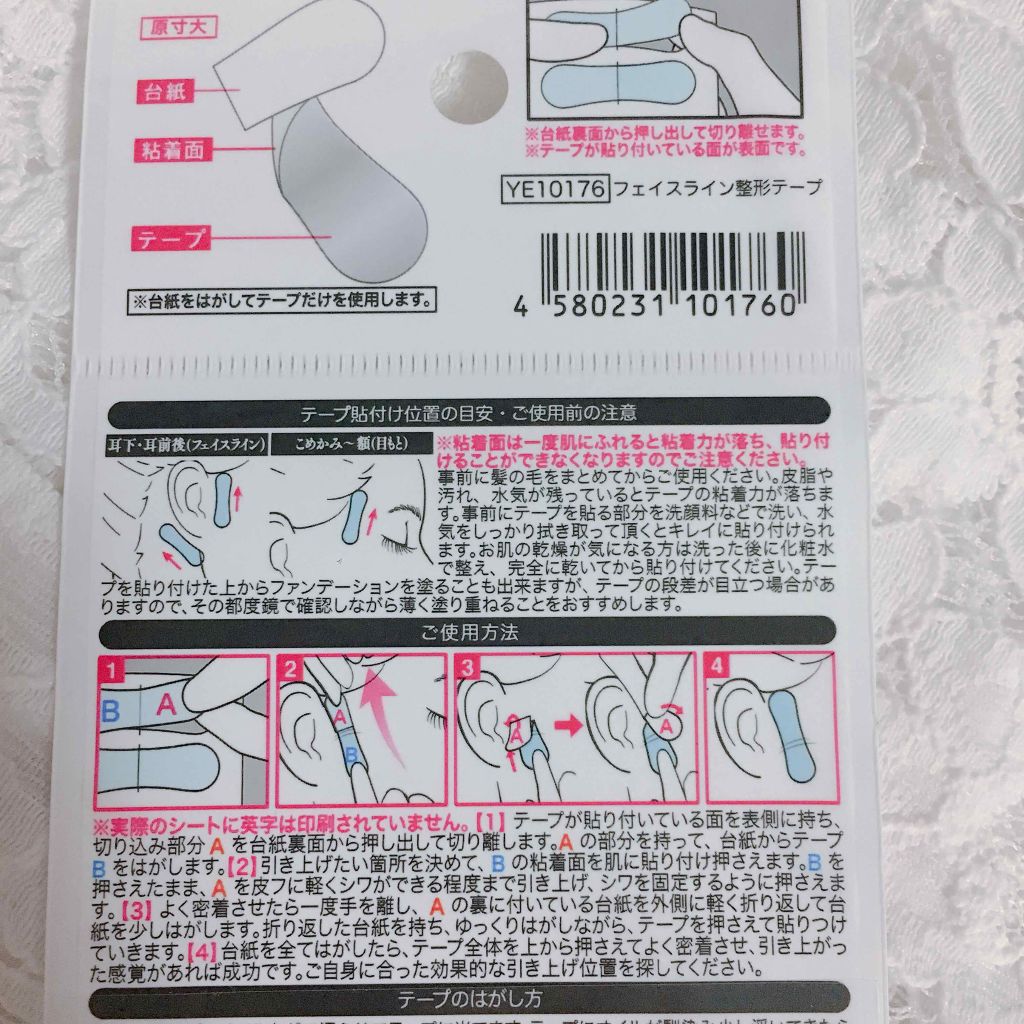 原寸大
台紙
粘着面
テープ
※台紙をはがしてテープだけを使用します。
※台紙裏面から押し出して切り離せます。
※テープが貼り付いている面が表面です。
YE10176 フェイスライン整形テープ
4 580231 101760
テープ貼付け位置の目安・ご使用前の注意
耳下・耳前後(フェイスライン)
こめかみ～額(目もと)
※粘着面は一度肌にふれると粘着力が落ち、貼り付
けることができなくなりますのでご注意ください。
事前に髪の毛をまとめてからご使用ください。皮脂や
汚れ、水気が残っているとテープの粘着力が落ちま
す。事前にテープを貼る部分を洗顔料などで洗い、水
気をしっかり拭き取って頂くとキレイに貼り付けられ
ます。お肌の乾燥が気になる方は洗った後に化粧水
で整え、完全に乾いてから貼り付けてください。テー
プを貼り付けた上からファンデーションを塗ることも出来ますが、テープの段差が目立つ場合があ
りますので、その都度鏡で確認しながら薄く塗り重ねることをおすすめします。
ご使用方法
1
B A
2
A
B
3
A
A
4
※実際のシートに英字は印刷されていません。【1】テープが貼り付いている面を表側に持ち、
切り込み部分Aを台紙裏面から押し出して切り離します。Aの部分を持って、台紙からテープ
Bをはがします。【2】引き上げたい箇所を決めて、Bの粘着面を肌に貼り付け押さえます。Bを
押さえたまま、Aを皮フに軽くシワができる程度まで引き上げ、シワを固定するように押さえま
す。【3】よく密着させたら一度手を離し、Aの裏に付いている台紙を外側に軽く折り返して台
紙を少しはがします。折り返した台紙を持ち、ゆっくりはがしながら、テープを押さえて貼りつけ
ていきます。【4】台紙を全てはがしたら、テープ全体を上から押さえてよく密着させ、引き上がっ
た感覚があれば成功です。ご自身に合った効果的な引き上げ位置を探してください。
テープのはがし方